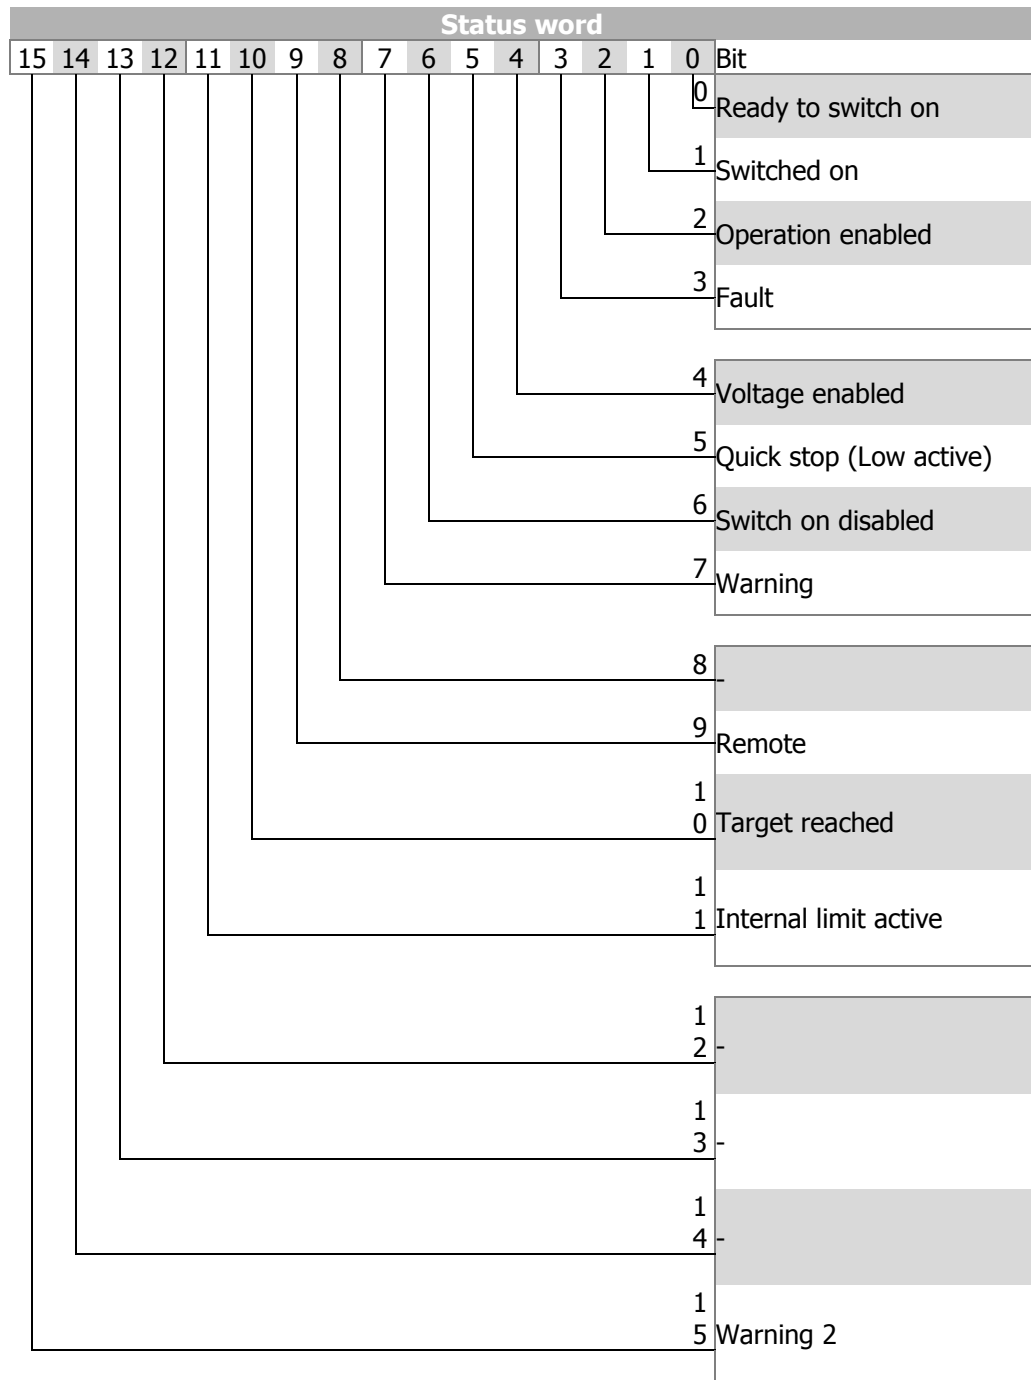 Status word
15 14 13 12 11 10 9 8 7 6 5 4 3 2 1 0 Bit
0 Ready to switch on
1 Switched on
2 Operation enabled
3 Fault
4 Voltage enabled
5 Quick stop (Low active)
6 Switch on disabled
7 Warning
8 -
9 Remote
1
0 Target reached
1
1 Internal limit active
1
2 -
1
3 -
1
4 -
1
5 Warning 2